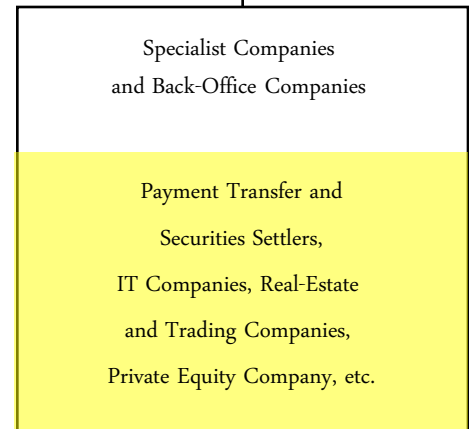 Specialist Companies
and Back-Office Companies
Payment Transfer and
Securities Settlers,
IT Companies, Real-Estate
and Trading Companies,
Private Equity Company, etc.